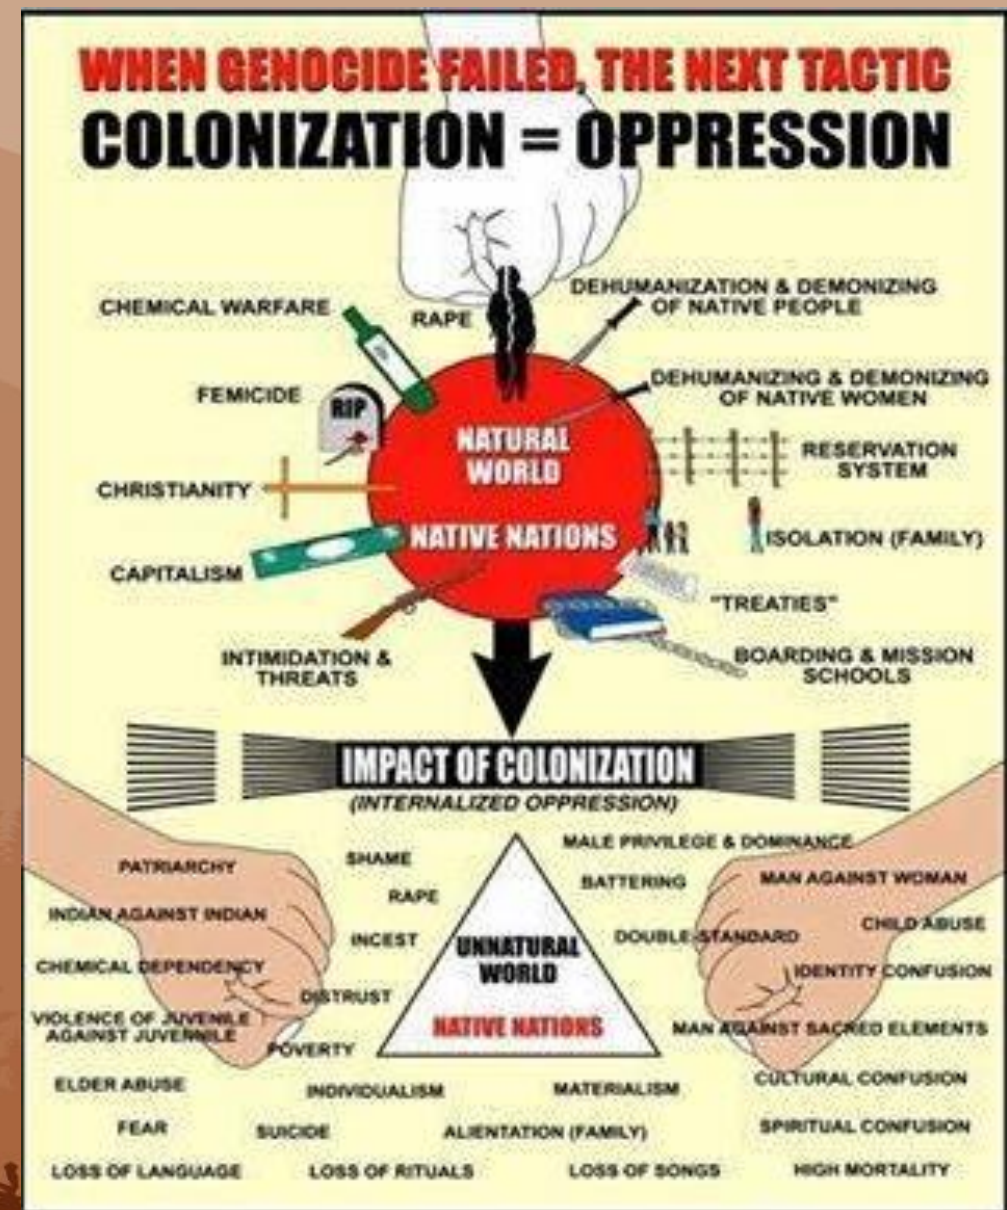 WHEN GENOCIDE FAILED, THE NEXT TACTIC
COLONIZATION = OPPRESSION
CHEMICAL WARFARE
RAPE
DEHUMANIZATION & DEMONIZING
OF NATIVE PEOPLE
FEMICIDE
RIP
DEHUMANIZING & DEMONIZING
OF NATIVE WOMEN
NATURAL
WORLD
RESERVATION
SYSTEM
CHRISTIANITY
NATIVE NATIONS
ISOLATION (FAMILY)
CAPITALISM
"TREATIES"
INTIMIDATION &
THREATS
BOARDING & MISSION
SCHOOLS
IMPACT OF COLONIZATION
(INTERNALIZED OPPRESSION)
PATRIARCHY
SHAME
MALE PRIVILEGE & DOMINANCE
RAPE
BATTERING
MAN AGAINST WOMAN
INDIAN AGAINST INDIAN
INCEST
UNNATURAL
WORLD
DOUBLE-STANDARD
CHILD ABUSE
CHEMICAL DEPENDENCY
DISTRUST
IDENTITY CONFUSION
VIOLENCE OF JUVENILE
AGAINST JUVERNILE
POVERTY
NATIVE NATIONS
MAN AGAINST SACRED ELEMENTS
ELDER ABUSE
INDIVIDUALISM
MATERIALISM
CULTURAL CONFUSION
FEAR
SUICIDE
ALIENTATION (FAMILY)
SPIRITUAL CONFUSION
LOSS OF LANGUAGE
LOSS OF RITUALS
LOSS OF SONGS
HIGH MORTALITY